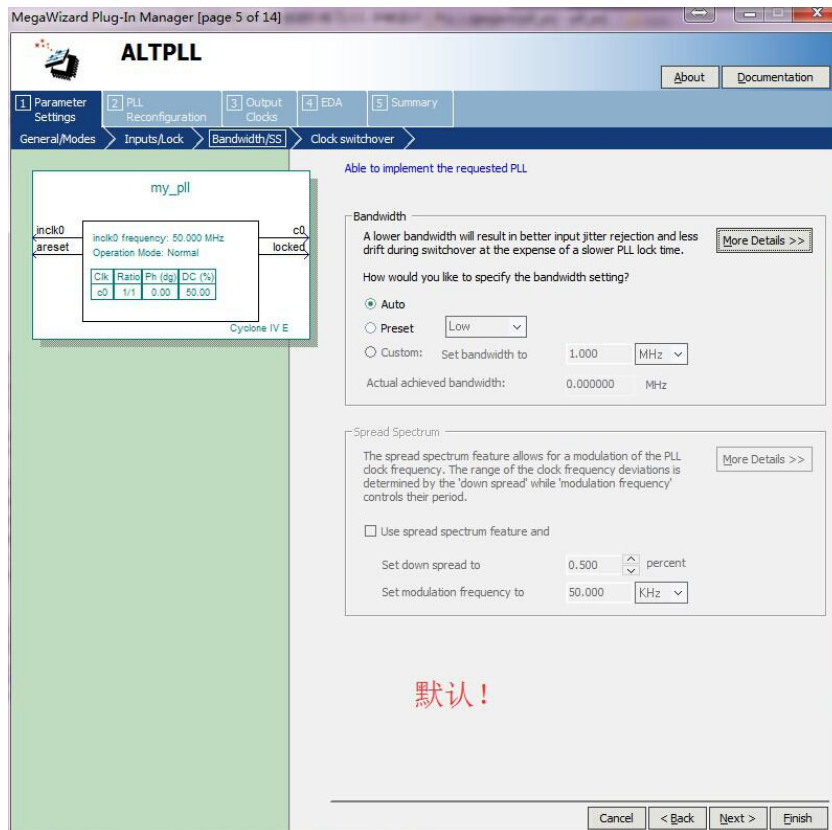 MegaWizard Plug-In Manager [page 5 of 14]
ALTPLL
About
Documentation
1 Parameter Settings
2 PLL Reconfiguration
3 Output Clocks
4 EDA
5 Summary
General/Modes
Inputs/Lock
Bandwidth/SS
Clock switchover
my_pll
inclk0
areset
c0
locked
inclk0 frequency: 50.000 MHz
Operation Mode: Normal
Clk Ratio Ph (dg) DC (%)
c0 1/1 0.00 50.00
Cyclone IV E
Able to implement the requested PLL
Bandwidth
A lower bandwidth will result in better input jitter rejection and less
drift during switchover at the expense of a slower PLL lock time.
More Details >>
How would you like to specify the bandwidth setting?
Auto
Preset Low
Custom: Set bandwidth to 1.000 MHz
Actual achieved bandwidth: 0.000000 MHz
Spread Spectrum
The spread spectrum feature allows for a modulation of the PLL
clock frequency. The range of the clock frequency deviations is
determined by the 'down spread' while 'modulation frequency'
controls their period.
More Details >>
Use spread spectrum feature and
Set down spread to 0.500 percent
Set modulation frequency to 50.000 KHz
默认！
Cancel
< Back
Next >
Finish